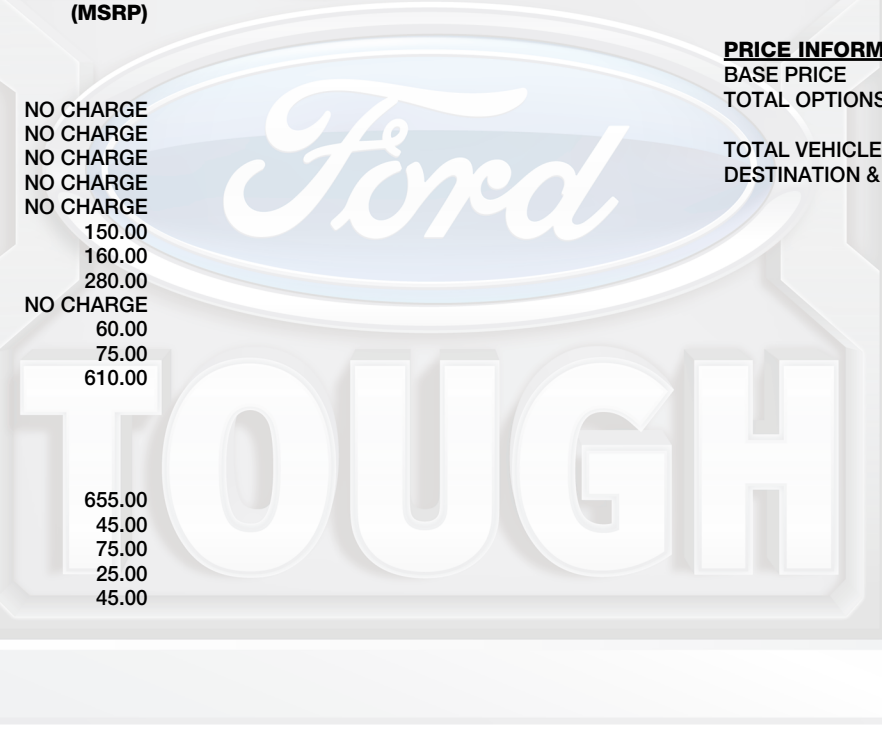 (MSRP)
NO CHARGE
NO CHARGE
NO CHARGE
NO CHARGE
NO CHARGE
150.00
160.00
280.00
NO CHARGE
60.00
75.00
610.00
655.00
45.00
75.00
25.00
45.00
PRICE INFORM
BASE PRICE
TOTAL OPTIONS
TOTAL VEHICLE
DESTINATION &
Ford
TOUGH